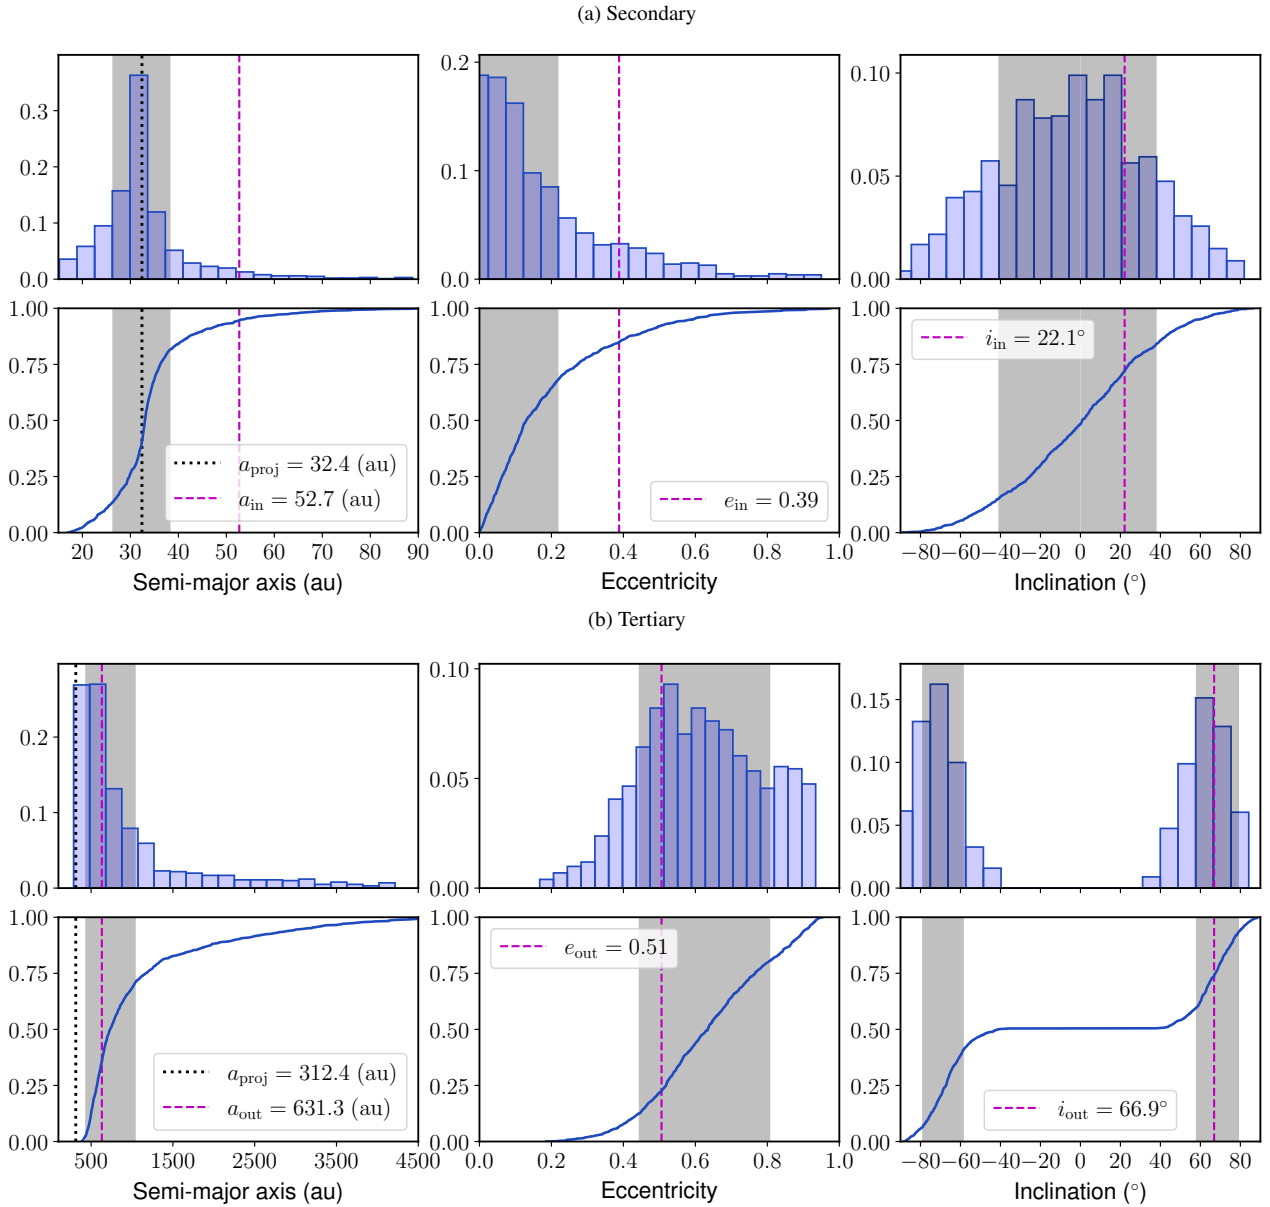 (a) Secondary
0.3
0.2
0.1
0.0
0.2
0.1
0.0
0.10
0.05
0.00
1.00
0.75
0.50
0.25
0.00
a_proj = 32.4 (au)
a_in = 52.7 (au)
20 30 40 50 60 70 80 90
Semi-major axis (au)
1.00
0.75
0.50
0.25
0.00
e_in = 0.39
0.0 0.2 0.4 0.6 0.8 1.0
Eccentricity
1.00
0.75
0.50
0.25
0.00
i_in = 22.1°
−80 −60 −40 −20 0 20 40 60 80
Inclination (°)
(b) Tertiary
0.2
0.1
0.0
0.10
0.05
0.00
0.15
0.10
0.05
0.00
1.00
0.75
0.50
0.25
0.00
a_proj = 312.4 (au)
a_out = 631.3 (au)
500 1500 2500 3500 4500
Semi-major axis (au)
1.00
0.75
0.50
0.25
0.00
e_out = 0.51
0.0 0.2 0.4 0.6 0.8 1.0
Eccentricity
1.00
0.75
0.50
0.25
0.00
i_out = 66.9°
−80 −60 −40 −20 0 20 40 60 80
Inclination (°)